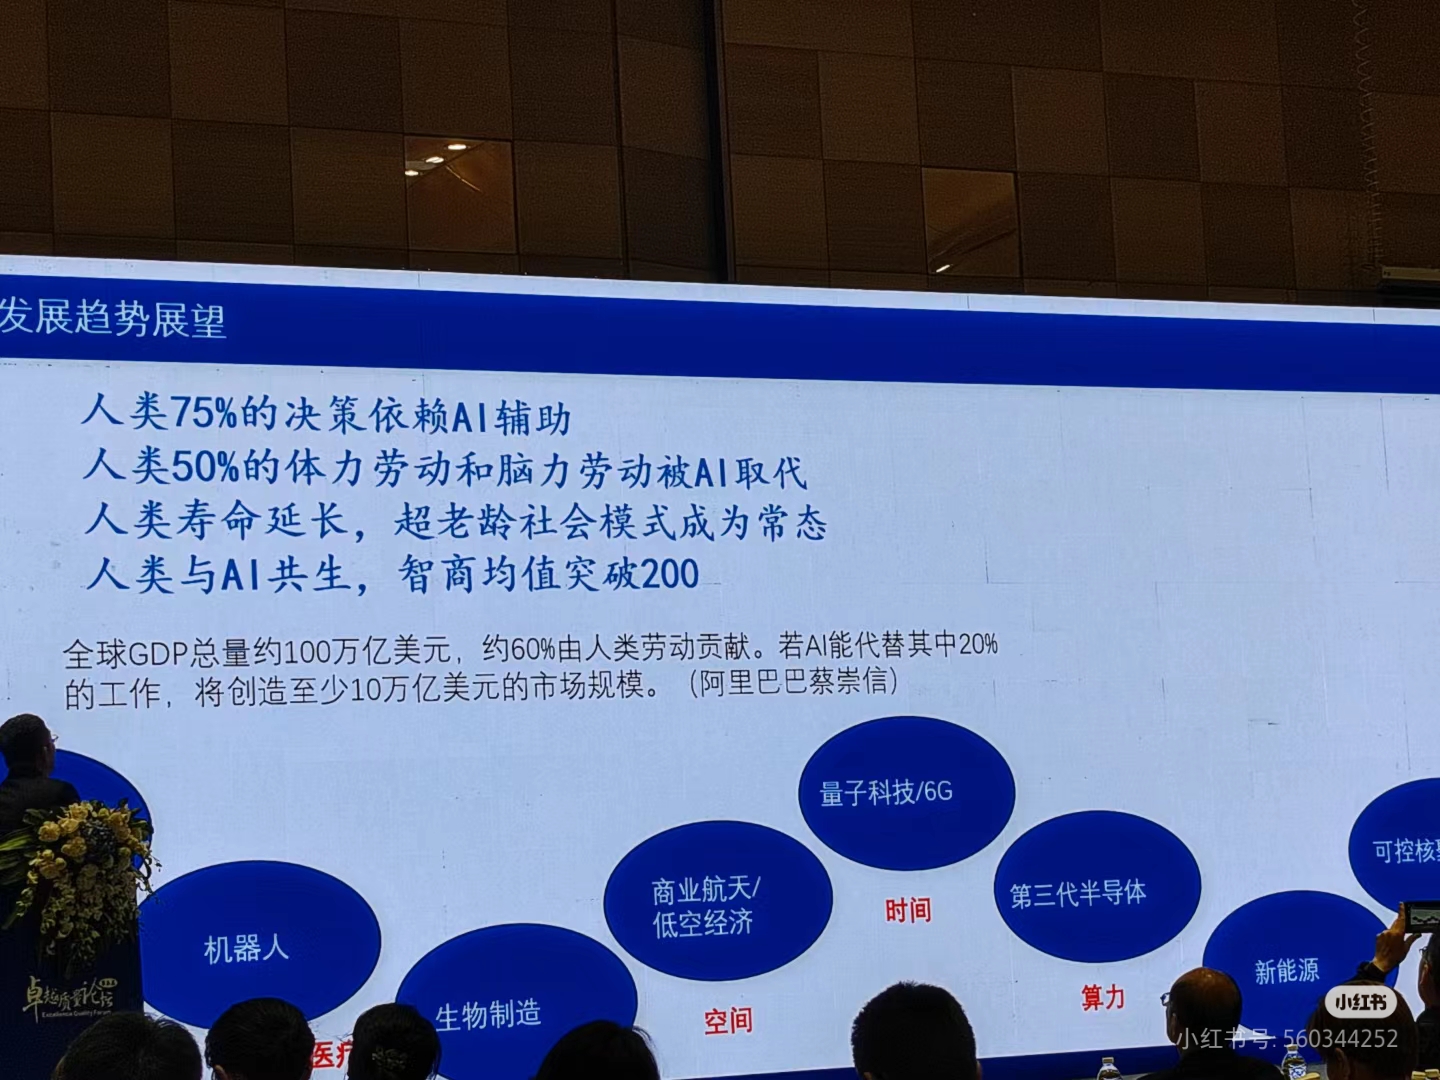 发展趋势展望
人类75%的决策依赖AI辅助
人类50%的体力劳动和脑力劳动被AI取代
人类寿命延长，超老龄社会模式成为常态
人类与AI共生，智商均值突破200
全球GDP总量约100万亿美元，约60%由人类劳动贡献。若AI能代替其中20%
的工作，将创造至少10万亿美元的市场规模。（阿里巴巴蔡崇信）
量子科技/6G
商业航天/
低空经济
时间
第三代半导体
可控核
机器人
新能源
生物制造
空间
算力
医疗
卓越质量论坛
Excellence Quality Forum
小红书
小红书号: 560344252